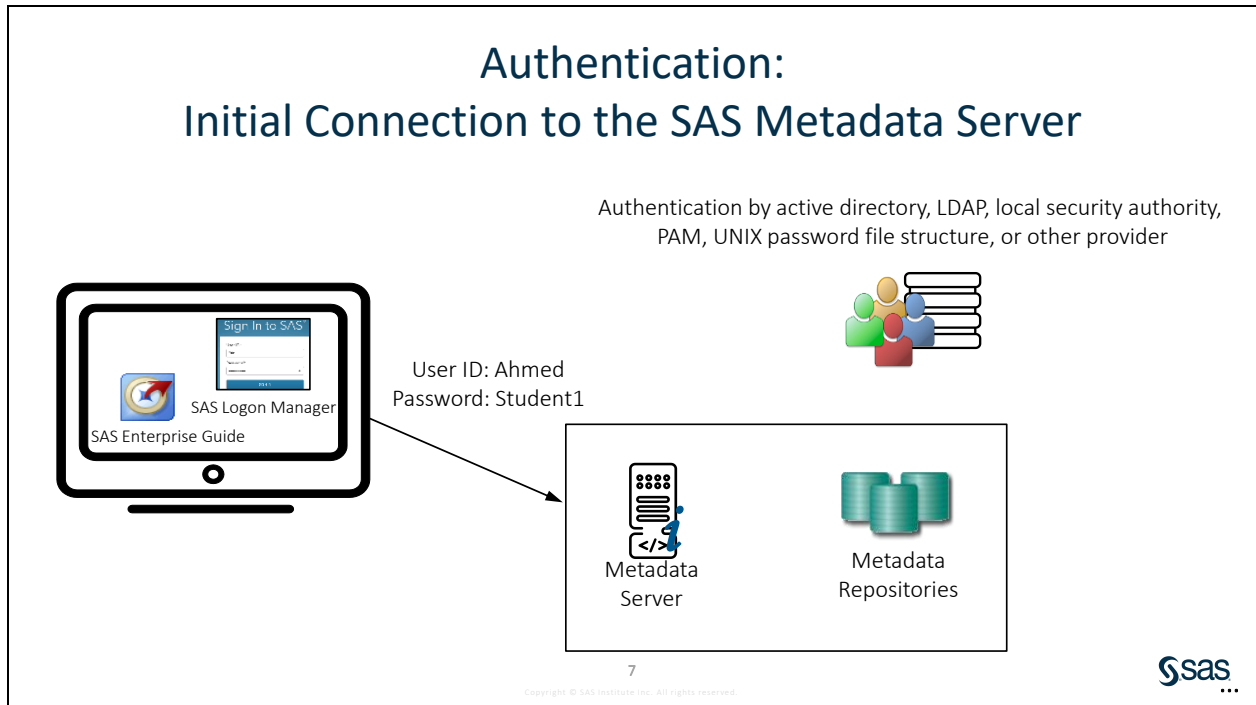 Authentication:
Initial Connection to the SAS Metadata Server
Authentication by active directory, LDAP, local security authority,
PAM, UNIX password file structure, or other provider
Sign In to SAS
SAS Logon Manager
SAS Enterprise Guide
User ID: Ahmed
Password: Student1
</>
i
Metadata
Server
Metadata
Repositories
7
Copyright © SAS Institute Inc. All rights reserved.
sas
...